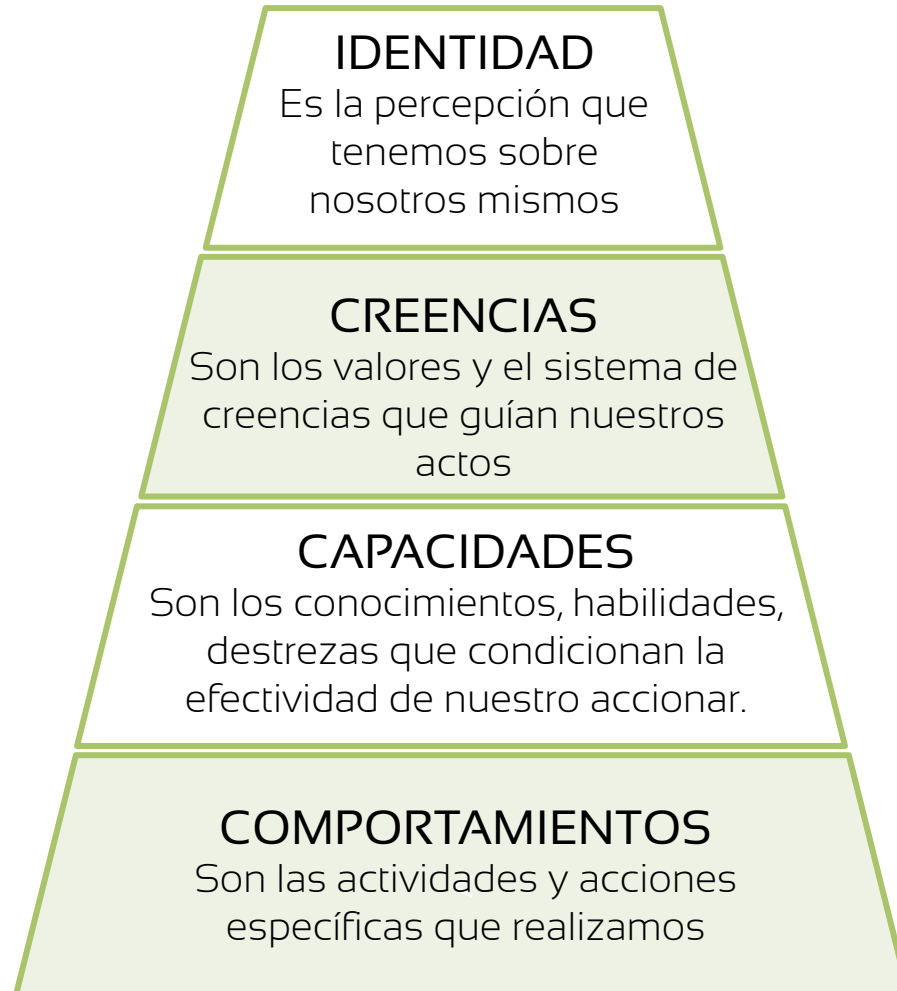 IDENTIDAD
Es la percepción que
tenemos sobre
nosotros mismos
CREENCIAS
Son los valores y el sistema de
creencias que guían nuestros
actos
CAPACIDADES
Son los conocimientos, habilidades,
destrezas que condicionan la
efectividad de nuestro accionar.
COMPORTAMIENTOS
Son las actividades y acciones
específicas que realizamos